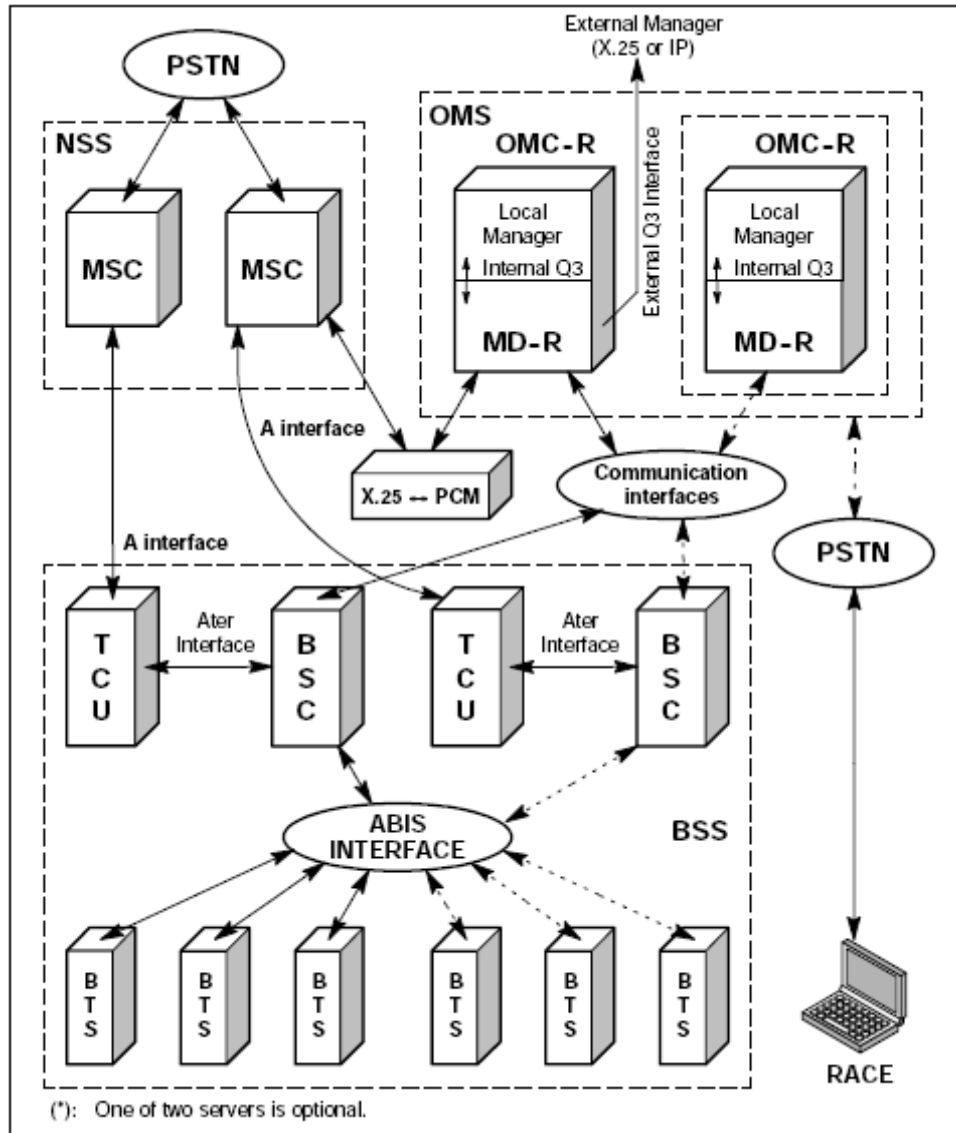 External Manager
(X.25 or IP)
PSTN
OMS
NSS
OMC-R
OMC-R
External Q3 Interface
Local
Manager
Internal Q3
MD-R
Local
Manager
Internal Q3
MD-R
MSC
MSC
A interface
X.25 ↔ PCM
Communication
interfaces
A interface
PSTN
T
C
U
Ater
Interface
B
S
C
T
C
U
Ater
Interface
B
S
C
ABIS
INTERFACE
BSS
B
T
S
B
T
S
B
T
S
B
T
S
B
T
S
B
T
S
RACE
(*): One of two servers is optional.